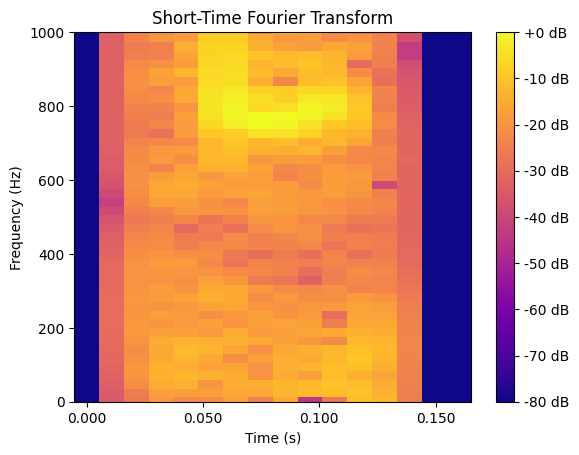 Short-Time Fourier Transform
1000
800
600
400
200
0
Frequency (Hz)
0.000
0.050
0.100
0.150
Time (s)
+0 dB
-10 dB
-20 dB
-30 dB
-40 dB
-50 dB
-60 dB
-70 dB
-80 dB